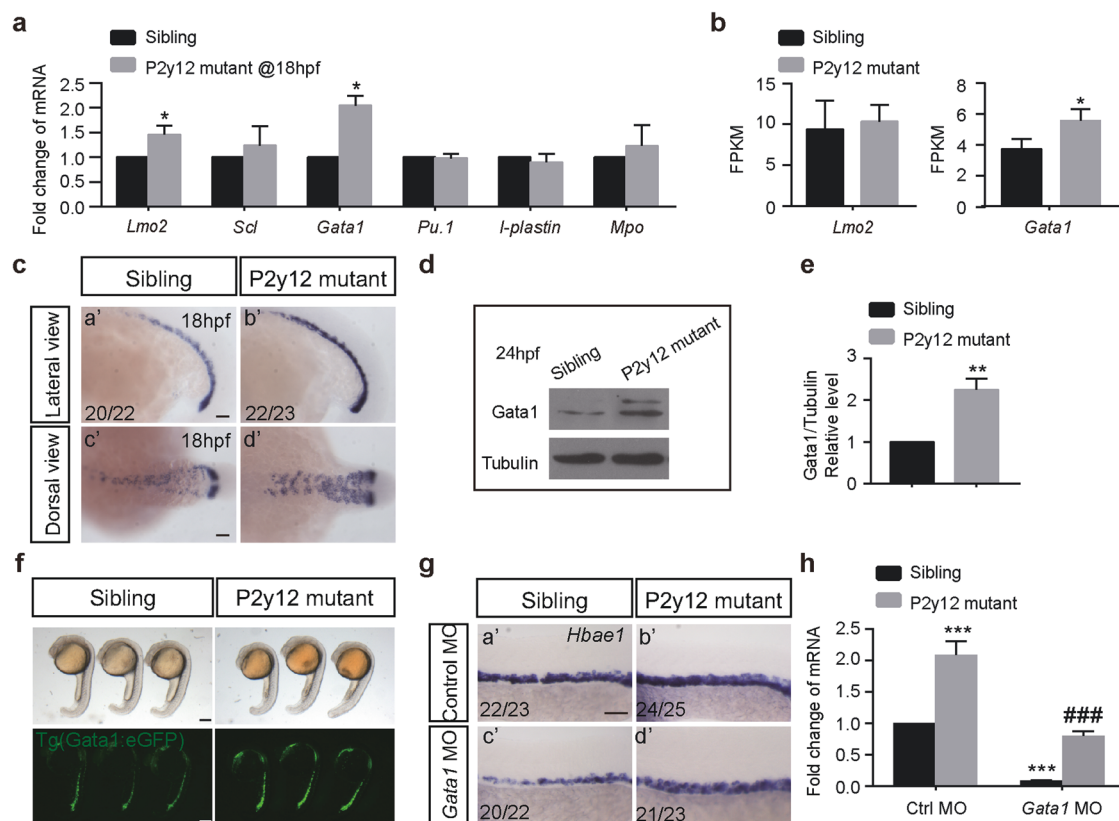 a
Sibling
P2y12 mutant @18hpf
Fold change of mRNA
2.5
2.0
1.5
1.0
0.5
0.0
*
*
Lmo2
Scl
Gata1
Pu.1
l-plastin
Mpo
b
Sibling
P2y12 mutant
FPKM
15
10
5
0
Lmo2
FPKM
8
6
4
2
0
*
Gata1
c
Sibling
P2y12 mutant
Lateral view
a'
18hpf
20/22
b'
22/23
Dorsal view
c'
18hpf
d'
d
24hpf
Sibling
P2y12 mutant
Gata1
Tubulin
e
Sibling
P2y12 mutant
Gata1/Tubulin
Relative level
3
2
1
0
**
f
Sibling
P2y12 mutant
Tg(Gata1:eGFP)
g
Sibling
P2y12 mutant
Control MO
a'
Hbae1
22/23
b'
24/25
Gata1 MO
c'
20/22
d'
21/23
h
Sibling
P2y12 mutant
Fold change of mRNA
2.5
2.0
1.5
1.0
0.5
0.0
***
***
###
Ctrl MO
Gata1 MO